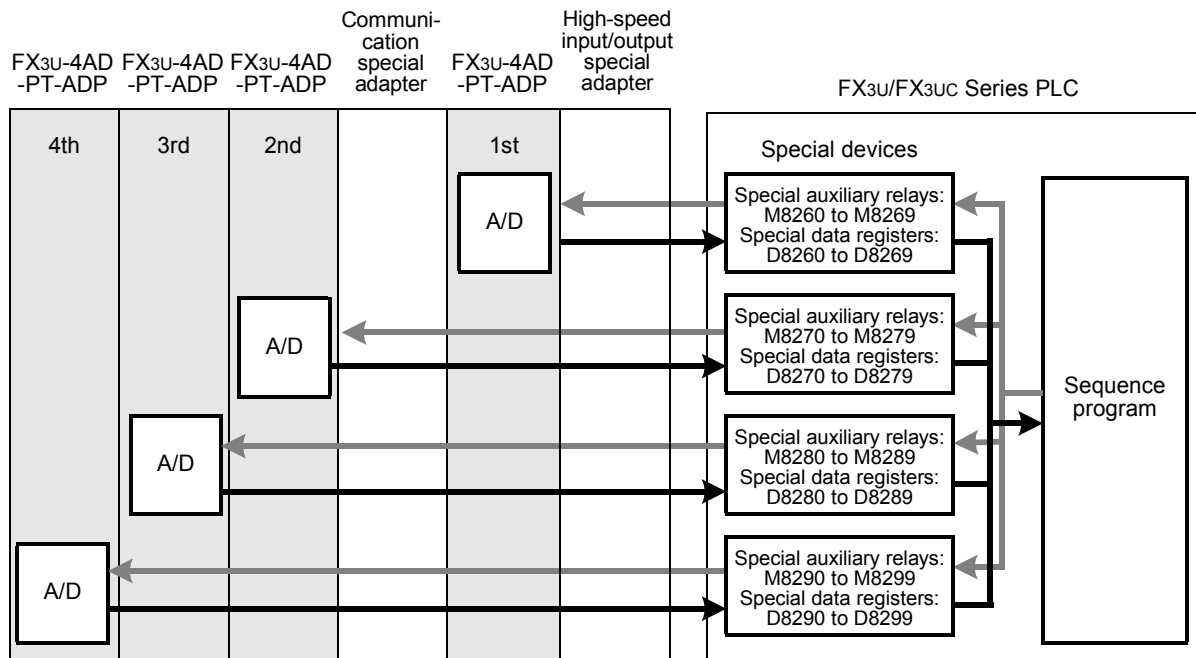 FX3U-4AD
-PT-ADP
FX3U-4AD
-PT-ADP
FX3U-4AD
-PT-ADP
Communi-
cation
special
adapter
FX3U-4AD
-PT-ADP
High-speed
input/output
special
adapter
FX3U/FX3UC Series PLC
4th
3rd
2nd
1st
Special devices
A/D
Special auxiliary relays:
M8260 to M8269
Special data registers:
D8260 to D8269
A/D
Special auxiliary relays:
M8270 to M8279
Special data registers:
D8270 to D8279
Sequence
program
A/D
Special auxiliary relays:
M8280 to M8289
Special data registers:
D8280 to D8289
A/D
Special auxiliary relays:
M8290 to M8299
Special data registers:
D8290 to D8299